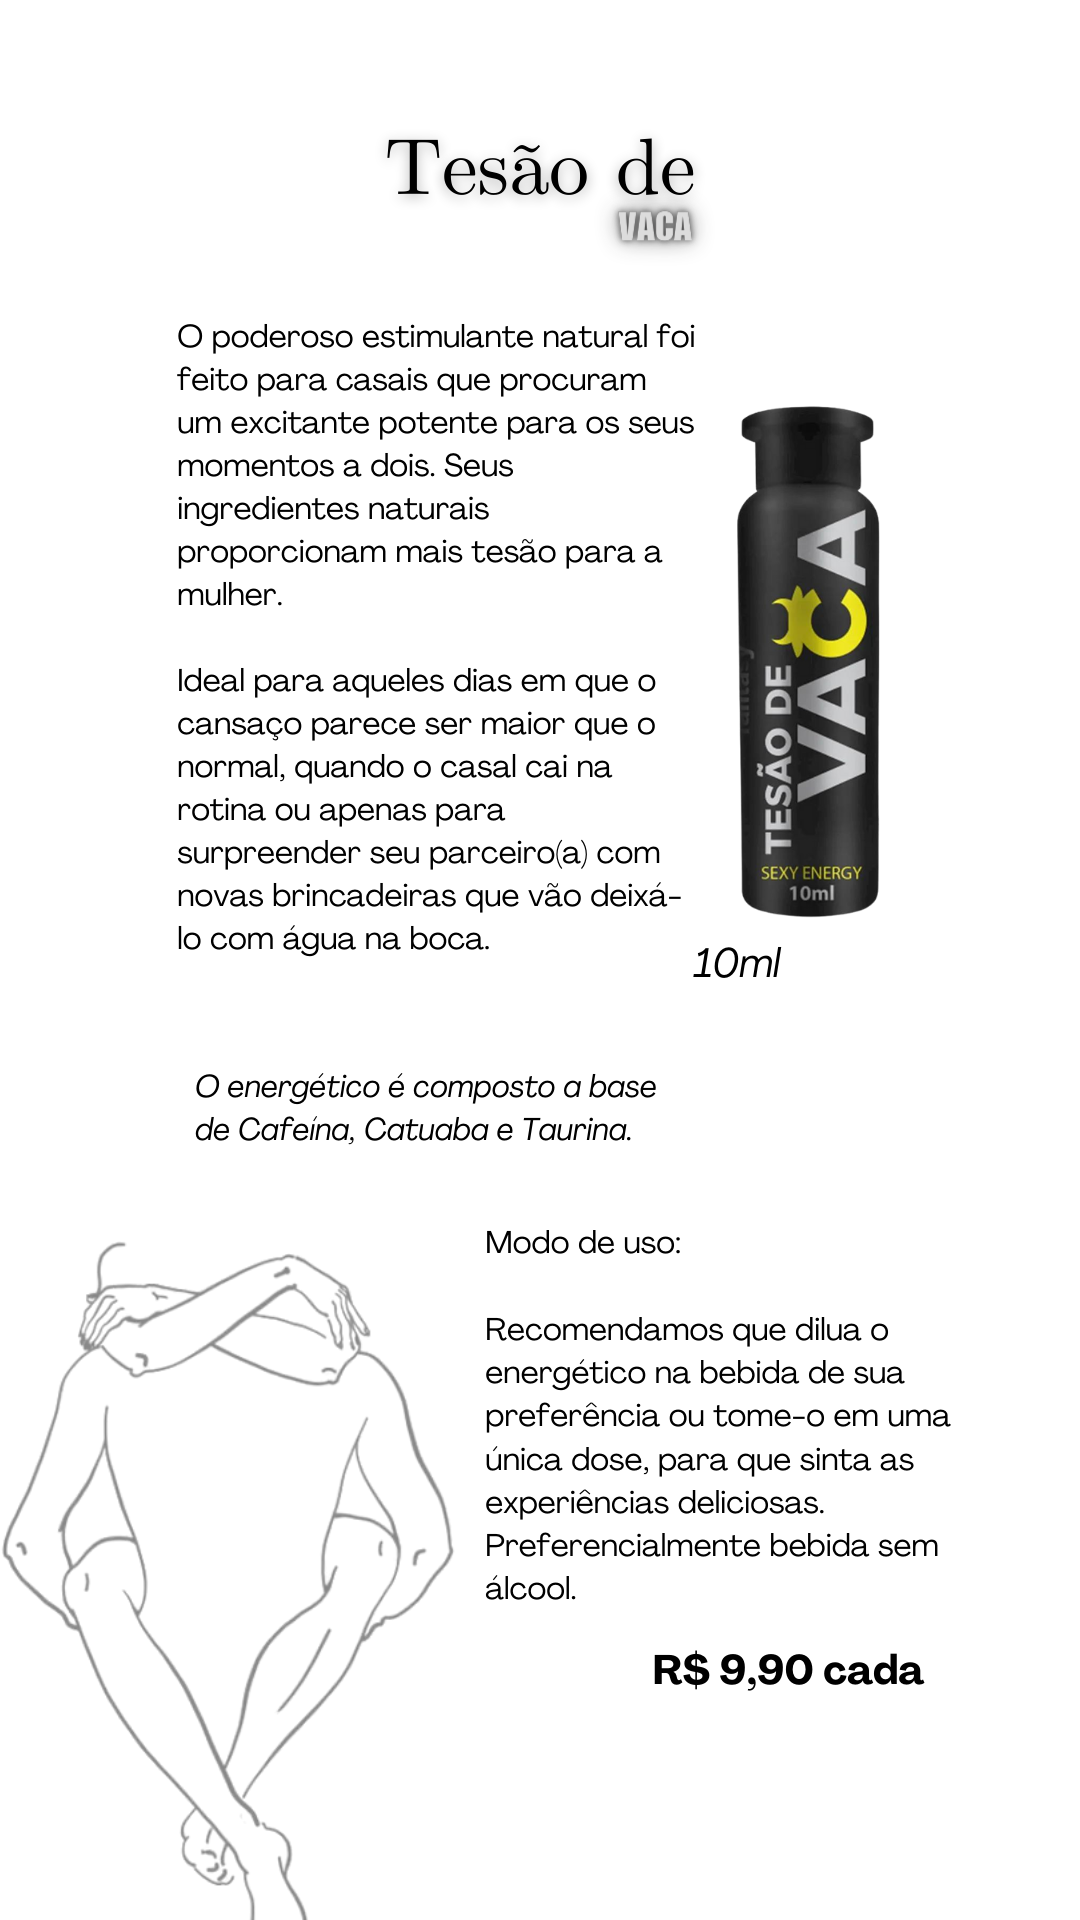 Tesão de
VACA
O poderoso estimulante natural foi
feito para casais que procuram
um excitante potente para os seus
momentos a dois. Seus
ingredientes naturais
proporcionam mais tesão para a
mulher.
Ideal para aqueles dias em que o
cansaço parece ser maior que o
normal, quando o casal cai na
rotina ou apenas para
surpreender seu parceiro(a) com
novas brincadeiras que vão deixá-
lo com água na boca.
TESÃO DE
VACA
SEXY ENERGY
10ml
10ml
O energético é composto a base
de Cafeína, Catuaba e Taurina.
Modo de uso:
Recomendamos que dilua o
energético na bebida de sua
preferência ou tome-o em uma
única dose, para que sinta as
experiências deliciosas.
Preferencialmente bebida sem
álcool.
R$ 9,90 cada